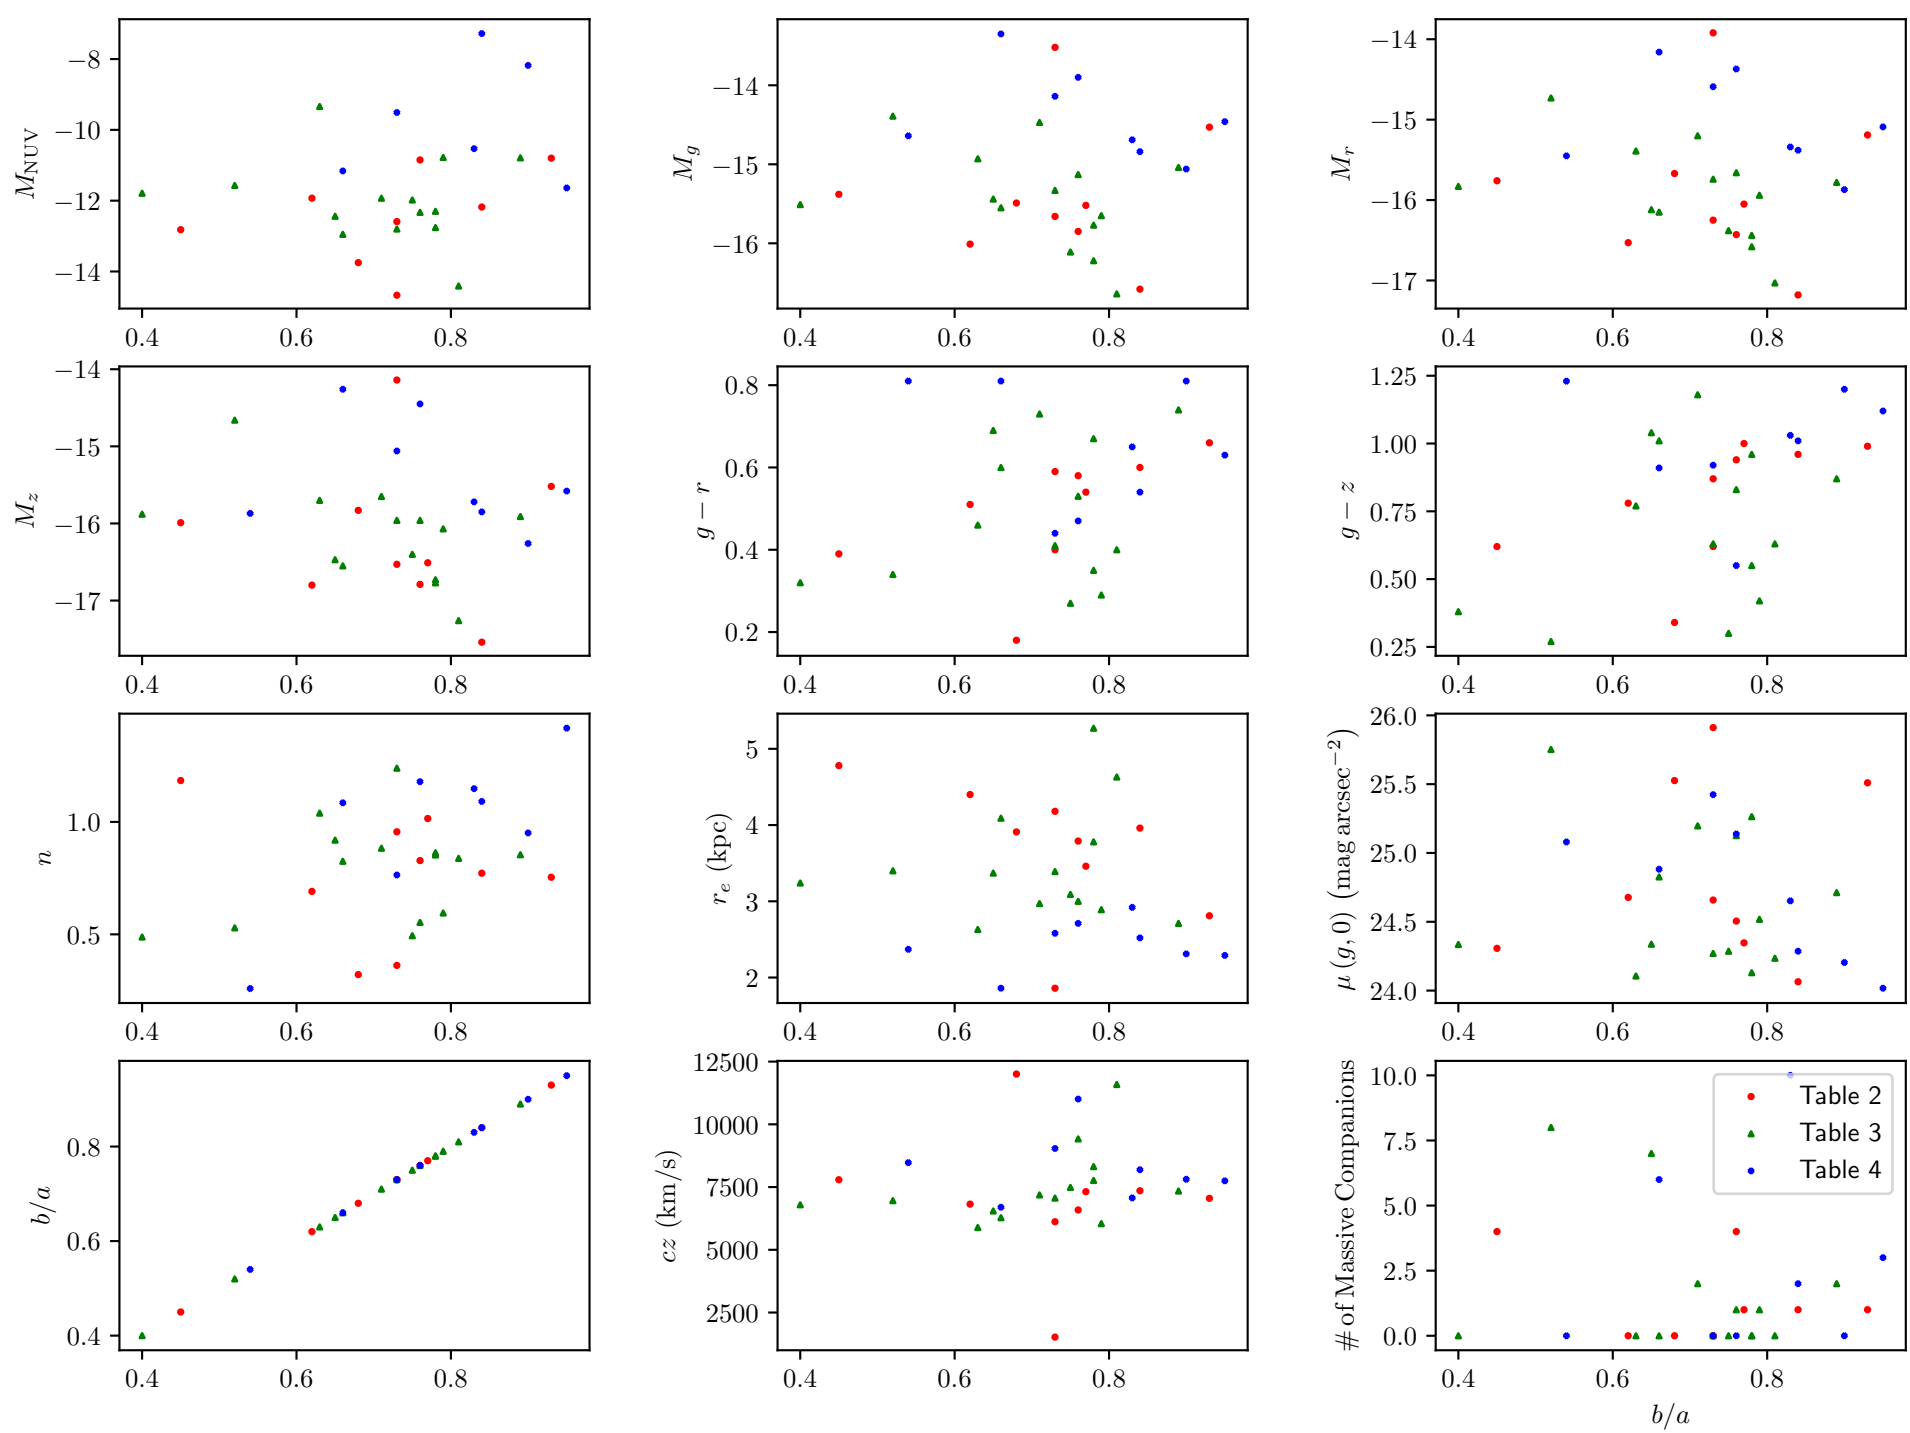 −8
−10
−12
−14
M_NUV
0.4 0.6 0.8
−14
−15
−16
M_g
0.4 0.6 0.8
−14
−15
−16
−17
M_r
0.4 0.6 0.8
−14
−15
−16
−17
M_z
0.4 0.6 0.8
0.8
0.6
0.4
0.2
g − r
0.4 0.6 0.8
1.25
1.00
0.75
0.50
0.25
g − z
0.4 0.6 0.8
1.0
0.5
n
0.4 0.6 0.8
5
4
3
2
r_e (kpc)
0.4 0.6 0.8
26.0
25.5
25.0
24.5
24.0
μ (g, 0) (mag arcsec⁻²)
0.4 0.6 0.8
0.8
0.6
0.4
b/a
0.4 0.6 0.8
12500
10000
7500
5000
2500
cz (km/s)
0.4 0.6 0.8
10.0
7.5
5.0
2.5
0.0
# of Massive Companions
Table 2
Table 3
Table 4
0.4 0.6 0.8
b/a